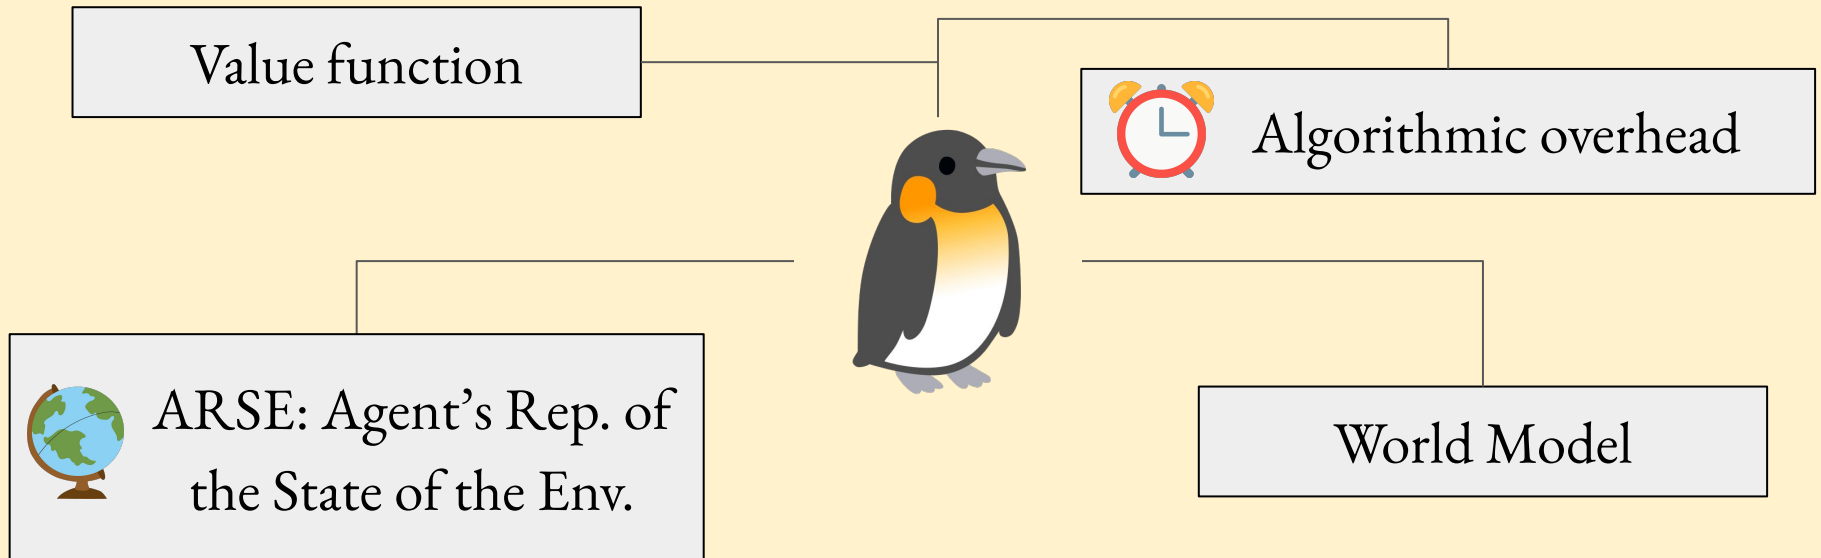 Value function
Algorithmic overhead
ARSE: Agent’s Rep. of
the State of the Env.
World Model